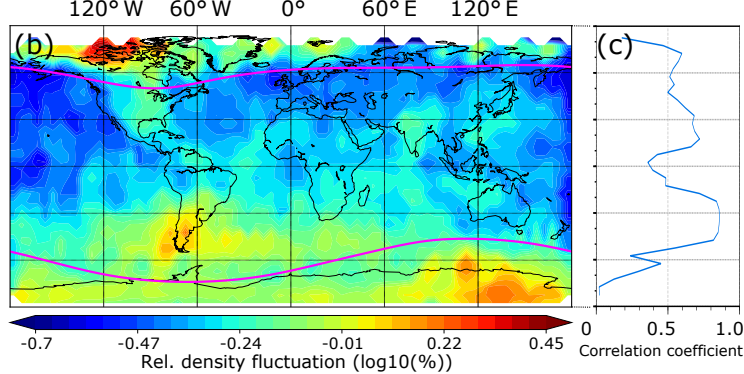 120° W 60° W 0° 60° E 120° E
(b) (c)
-0.7 -0.47 -0.24 -0.01 0.22 0.45
Rel. density fluctuation (log10(%))
0 0.5 1.0
Correlation coefficient